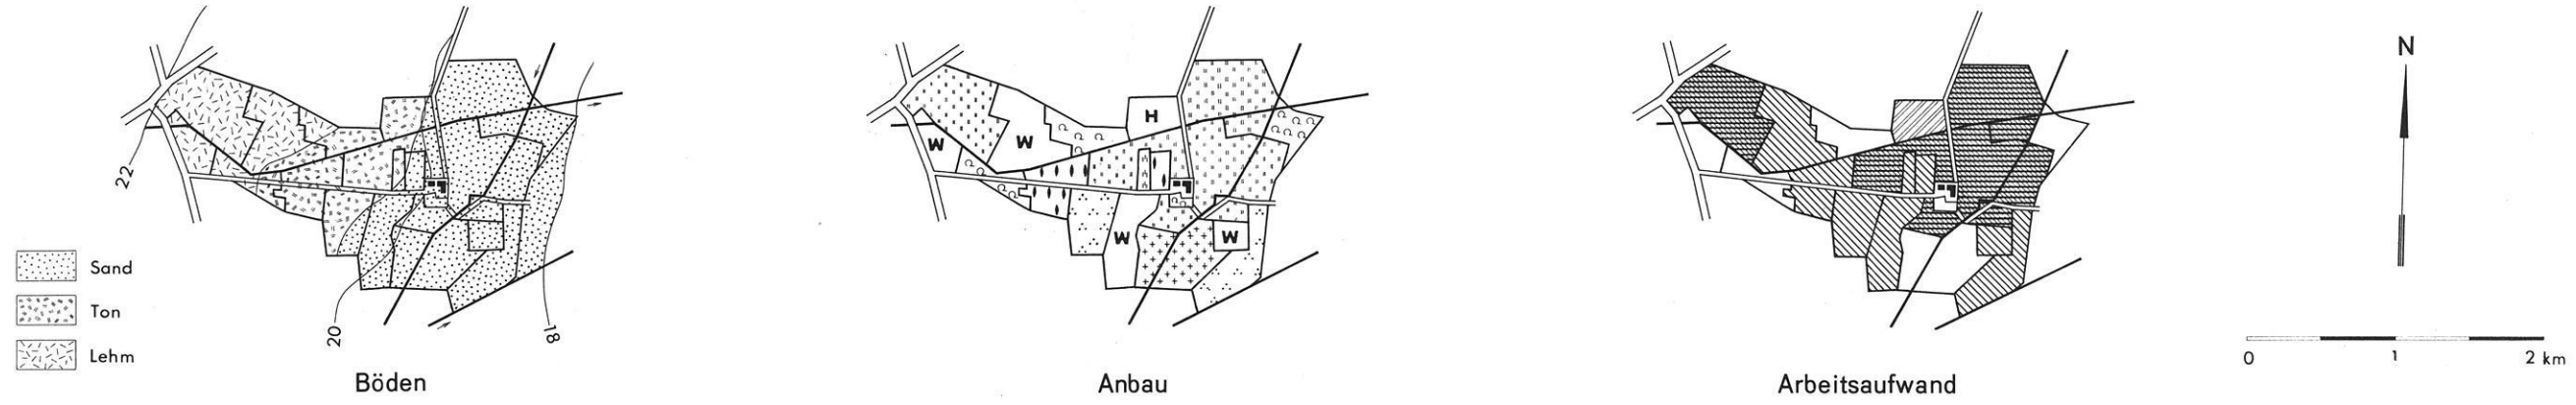 22
20
18
Sand
Ton
Lehm
Böden
W
W
H
W
W
Anbau
Arbeitsaufwand
N
0 1 2 km